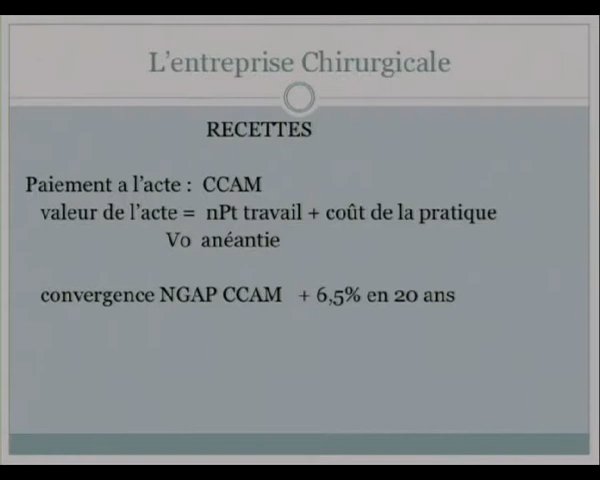 L'entreprise Chirurgicale
RECETTES
Paiement a l'acte : CCAM
valeur de l'acte = nPt travail + coût de la pratique
Vo anéantie
convergence NGAP CCAM + 6,5% en 20 ans